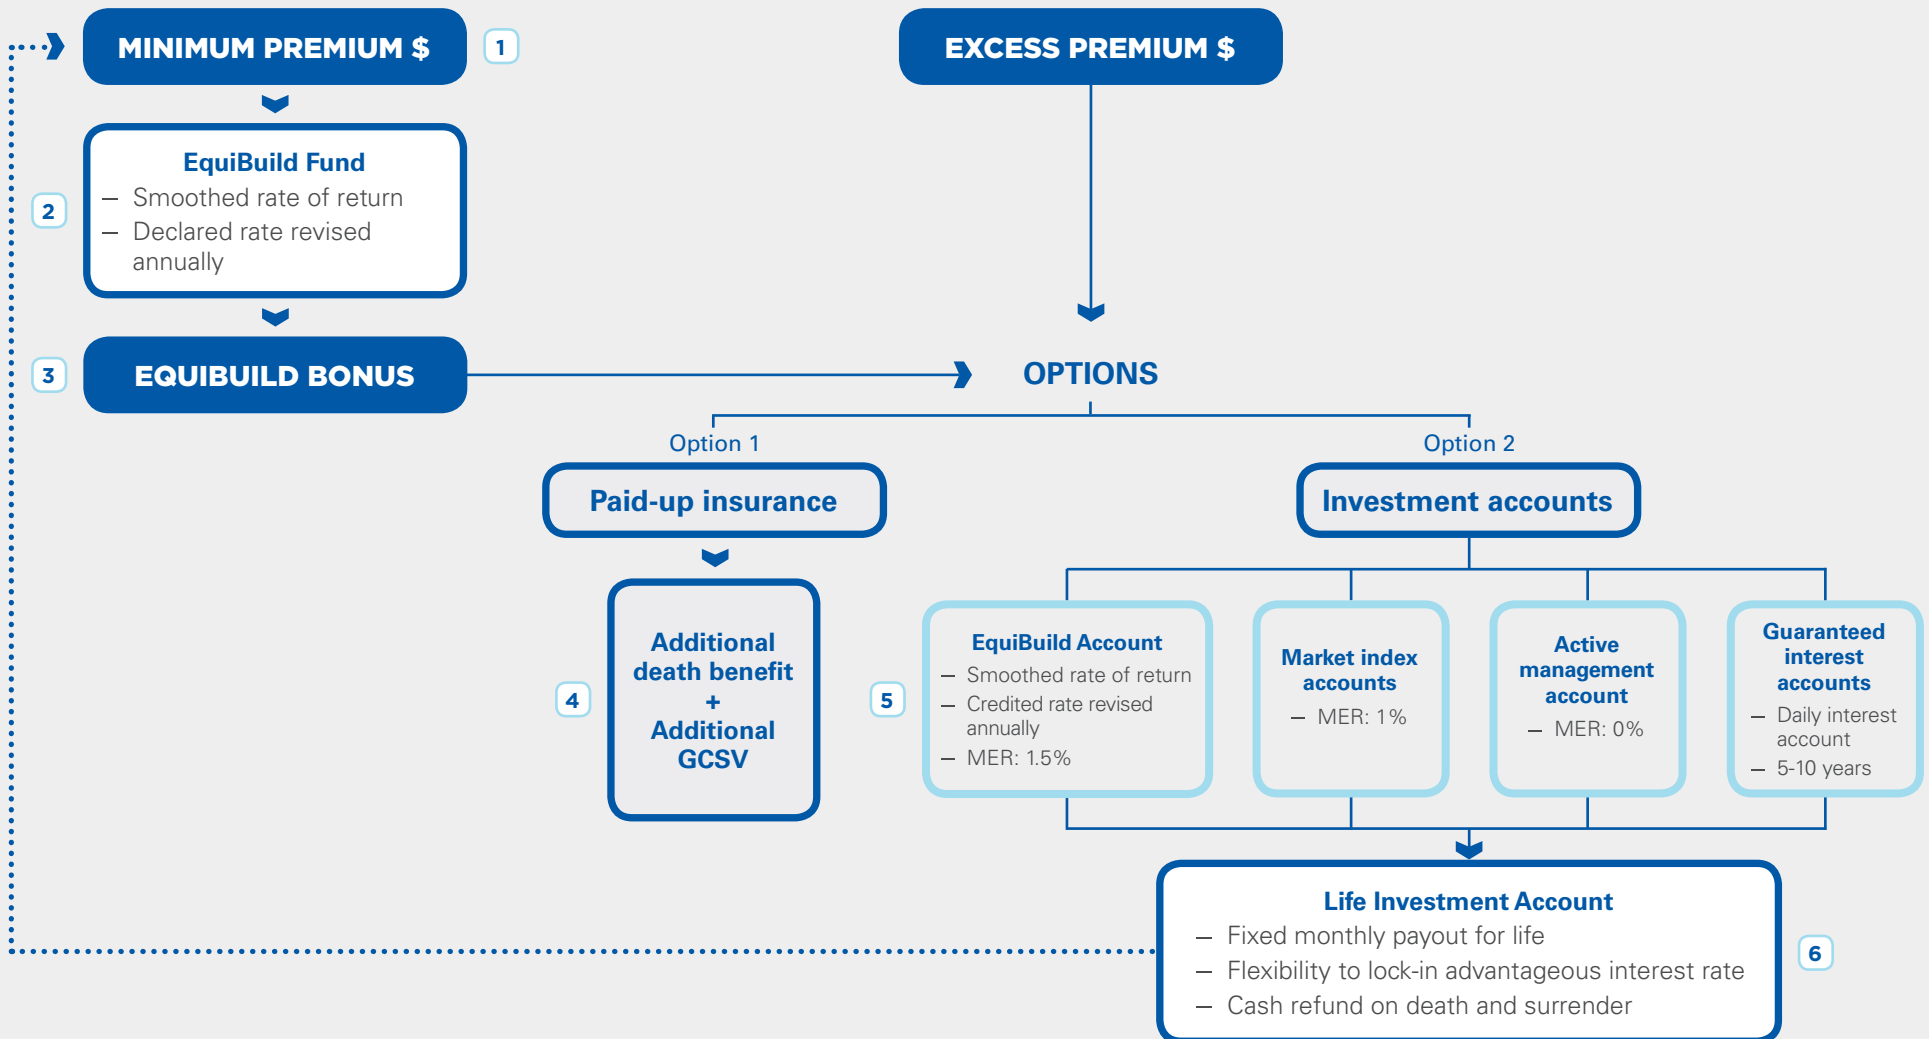 MINIMUM PREMIUM $
1
EXCESS PREMIUM $
EquiBuild Fund
— Smoothed rate of return
— Declared rate revised
annually
2
3
EQUIBUILD BONUS
OPTIONS
Option 1
Option 2
Paid-up insurance
Investment accounts
4
Additional
death benefit
+
Additional
GCSV
5
EquiBuild Account
— Smoothed rate of return
— Credited rate revised
annually
— MER: 1.5%
Market index
accounts
— MER: 1%
Active
management
account
— MER: 0%
Guaranteed
interest
accounts
— Daily interest
account
— 5-10 years
Life Investment Account
— Fixed monthly payout for life
— Flexibility to lock-in advantageous interest rate
— Cash refund on death and surrender
6